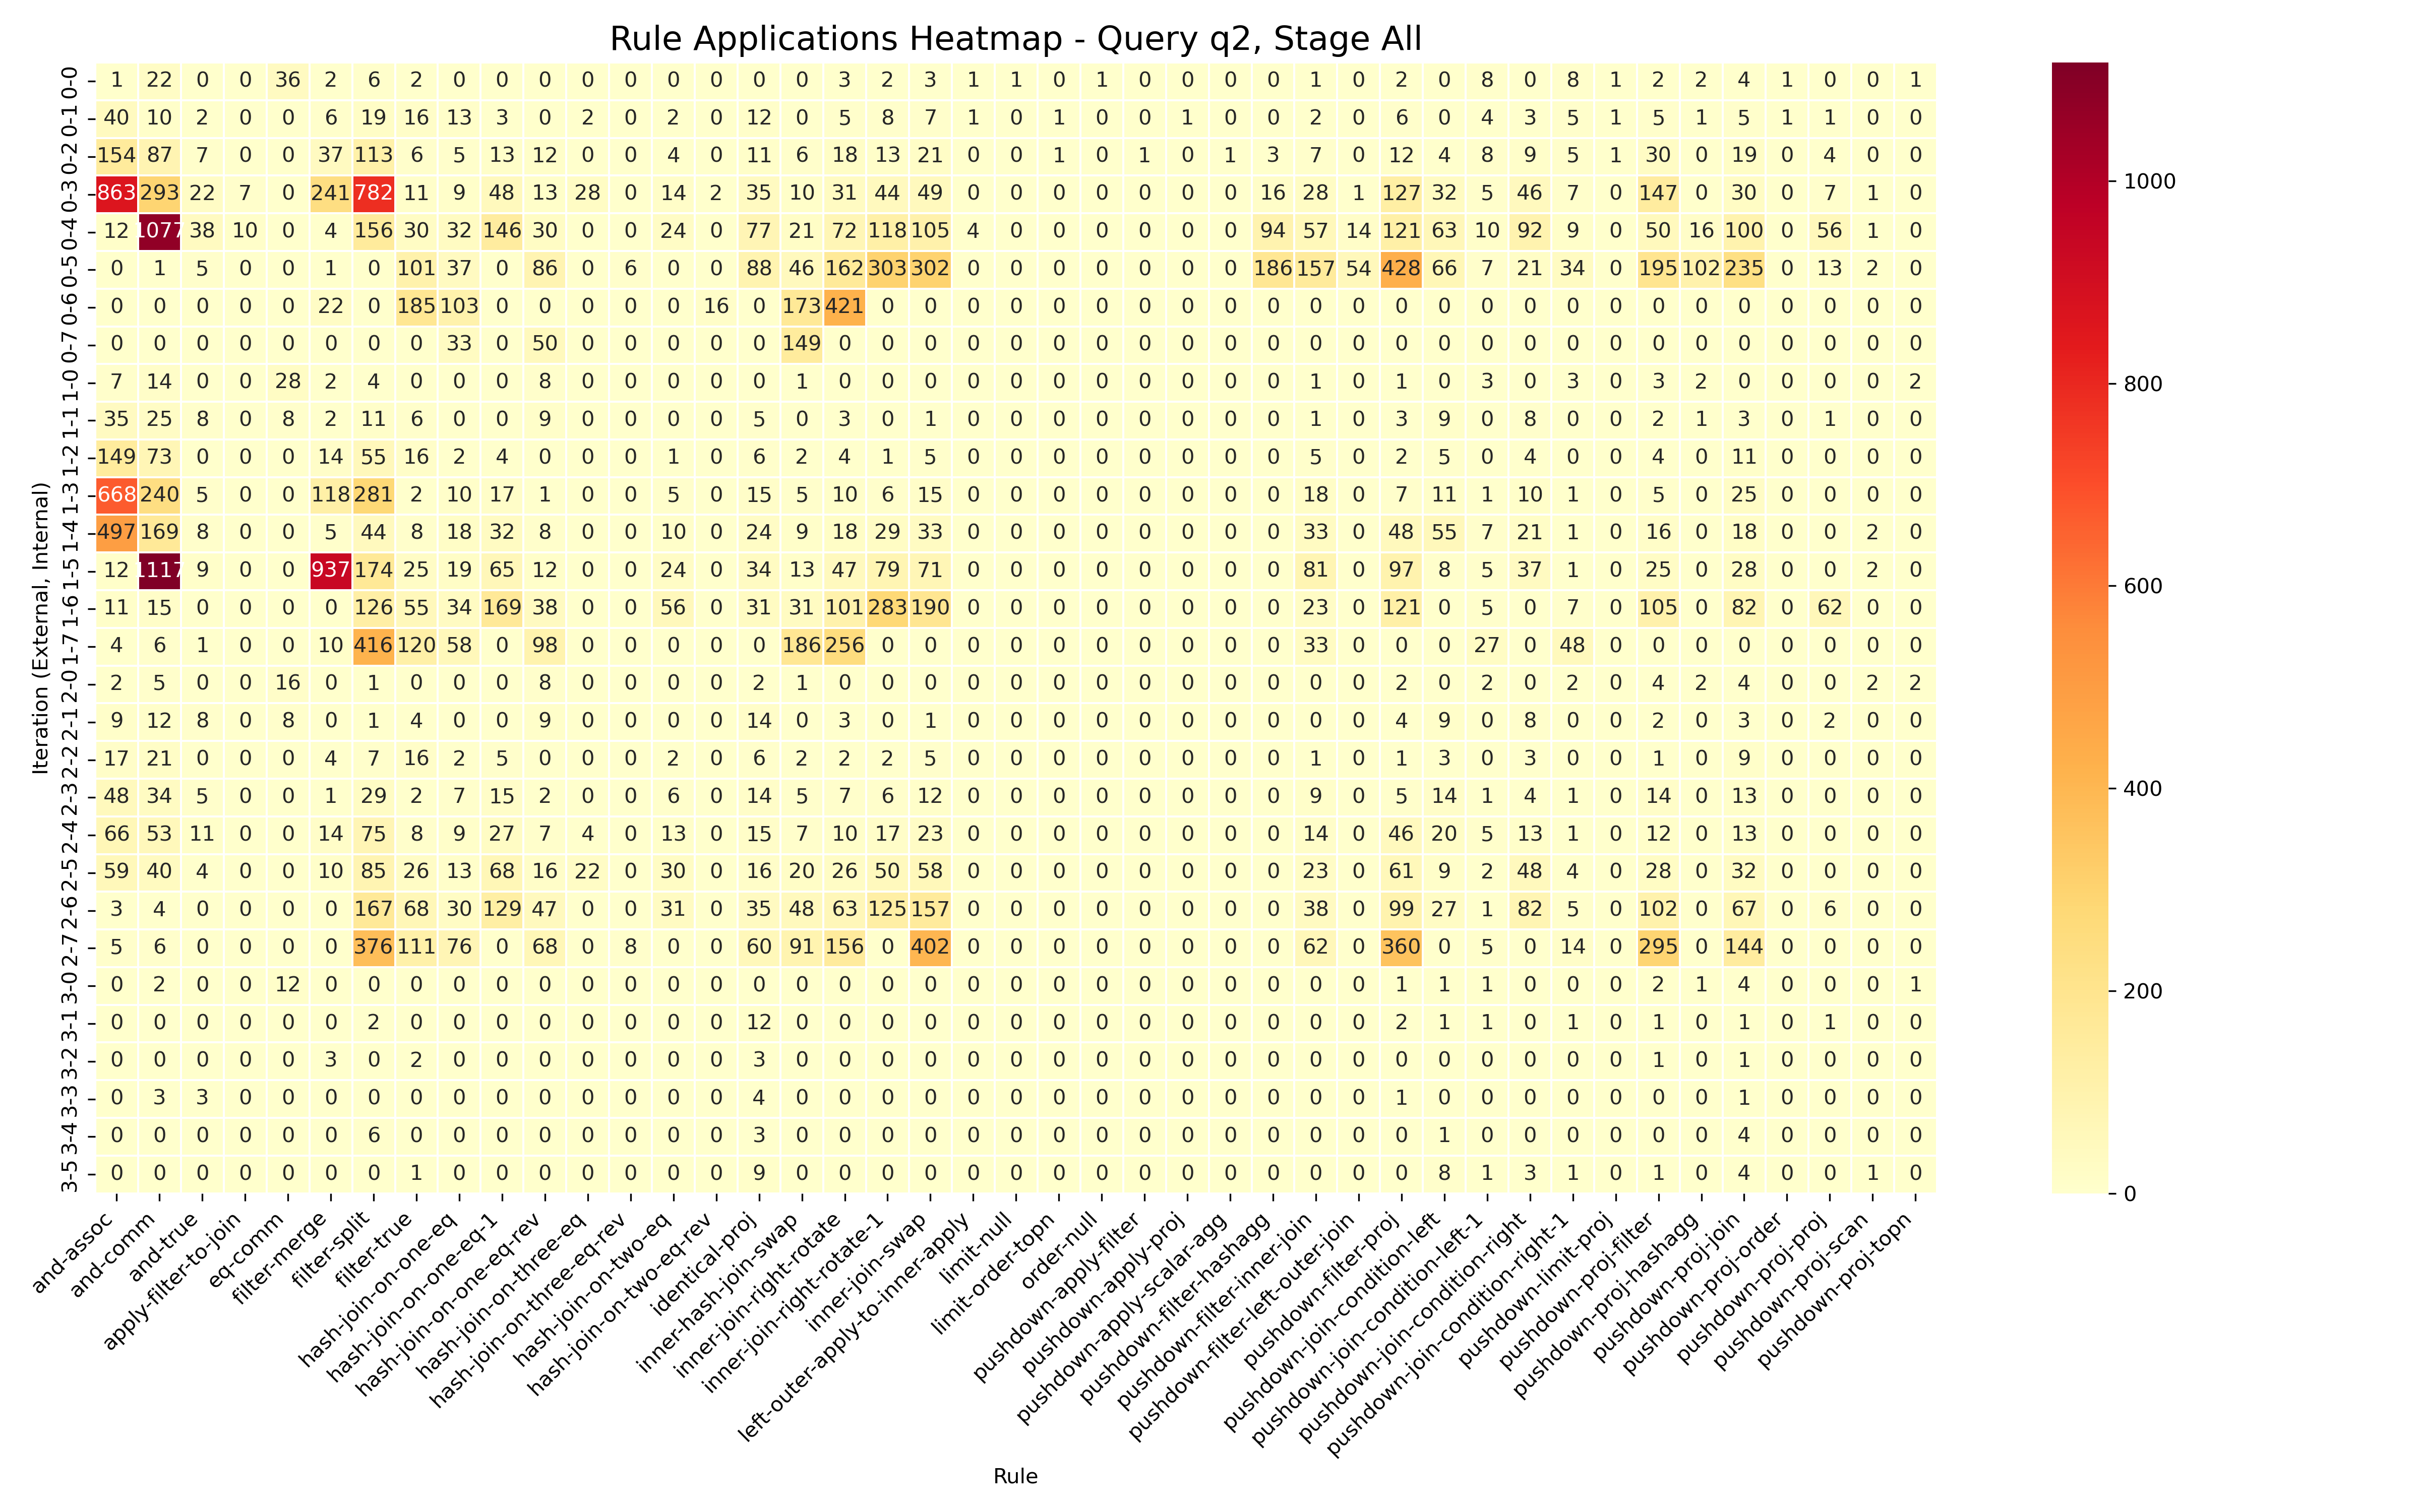 Rule Applications Heatmap - Query q2, Stage All
Iteration (External, Internal)
0-0 1 22 0 0 36 2 6 2 0 0 0 0 0 0 0 0 0 3 2 3 1 1 0 1 0 0 0 0 1 0 2 0 8 0 8 1 2 2 4 1 0 0 1
0-1 40 10 2 0 0 6 19 16 13 3 0 2 0 2 0 12 0 5 8 7 1 0 1 0 0 1 0 0 2 0 6 0 4 3 5 1 5 1 5 1 1 0 0
0-2 154 87 7 0 0 37 113 6 5 13 12 0 0 4 0 11 6 18 13 21 0 0 1 0 1 0 1 3 7 0 12 4 8 9 5 1 30 0 19 0 4 0 0
0-3 863 293 22 7 0 241 782 11 9 48 13 28 0 14 2 35 10 31 44 49 0 0 0 0 0 0 0 16 28 1 127 32 5 46 7 0 147 0 30 0 7 1 0
0-4 12 1077 38 10 0 4 156 30 32 146 30 0 0 24 0 77 21 72 118 105 4 0 0 0 0 0 0 94 57 14 121 63 10 92 9 0 50 16 100 0 56 1 0
0-5 0 1 5 0 0 1 0 101 37 0 86 0 6 0 0 88 46 162 303 302 0 0 0 0 0 0 0 186 157 54 428 66 7 21 34 0 195 102 235 0 13 2 0
0-6 0 0 0 0 0 22 0 185 103 0 0 0 0 0 16 0 173 421 0 0 0 0 0 0 0 0 0 0 0 0 0 0 0 0 0 0 0 0 0 0 0 0 0
0-7 0 0 0 0 0 0 0 0 33 0 50 0 0 0 0 0 149 0 0 0 0 0 0 0 0 0 0 0 0 0 0 0 0 0 0 0 0 0 0 0 0 0 0
1-0 7 14 0 0 28 2 4 0 0 0 8 0 0 0 0 0 1 0 0 0 0 0 0 0 0 0 0 0 1 0 1 0 3 0 3 0 3 2 0 0 0 0 2
1-1 35 25 8 0 8 2 11 6 0 0 9 0 0 0 0 5 0 3 0 1 0 0 0 0 0 0 0 0 1 0 3 9 0 8 0 0 2 1 3 0 1 0 0
1-2 149 73 0 0 0 14 55 16 2 4 0 0 0 1 0 6 2 4 1 5 0 0 0 0 0 0 0 0 5 0 2 5 0 4 0 0 4 0 11 0 0 0 0
1-3 668 240 5 0 0 118 281 2 10 17 1 0 0 5 0 15 5 10 6 15 0 0 0 0 0 0 0 0 18 0 7 11 1 10 1 0 5 0 25 0 0 0 0
1-4 497 169 8 0 0 5 44 8 18 32 8 0 0 10 0 24 9 18 29 33 0 0 0 0 0 0 0 0 33 0 48 55 7 21 1 0 16 0 18 0 0 2 0
1-5 12 1117 9 0 0 937 174 25 19 65 12 0 0 24 0 34 13 47 79 71 0 0 0 0 0 0 0 0 81 0 97 8 5 37 1 0 25 0 28 0 0 2 0
1-6 11 15 0 0 0 0 126 55 34 169 38 0 0 56 0 31 31 101 283 190 0 0 0 0 0 0 0 0 23 0 121 0 5 0 7 0 105 0 82 0 62 0 0
1-7 4 6 1 0 0 10 416 120 58 0 98 0 0 0 0 0 186 256 0 0 0 0 0 0 0 0 0 0 33 0 0 0 27 0 48 0 0 0 0 0 0 0 0
2-0 2 5 0 0 16 0 1 0 0 0 8 0 0 0 0 2 1 0 0 0 0 0 0 0 0 0 0 0 0 0 2 0 2 0 2 0 4 2 4 0 0 2 2
2-1 9 12 8 0 8 0 1 4 0 0 9 0 0 0 0 14 0 3 0 1 0 0 0 0 0 0 0 0 0 0 4 9 0 8 0 0 2 0 3 0 2 0 0
2-2 17 21 0 0 0 4 7 16 2 5 0 0 0 2 0 6 2 2 2 5 0 0 0 0 0 0 0 0 1 0 1 3 0 3 0 0 1 0 9 0 0 0 0
2-3 48 34 5 0 0 1 29 2 7 15 2 0 0 6 0 14 5 7 6 12 0 0 0 0 0 0 0 0 9 0 5 14 1 4 1 0 14 0 13 0 0 0 0
2-4 66 53 11 0 0 14 75 8 9 27 7 4 0 13 0 15 7 10 17 23 0 0 0 0 0 0 0 0 14 0 46 20 5 13 1 0 12 0 13 0 0 0 0
2-5 59 40 4 0 0 10 85 26 13 68 16 22 0 30 0 16 20 26 50 58 0 0 0 0 0 0 0 0 23 0 61 9 2 48 4 0 28 0 32 0 0 0 0
2-6 3 4 0 0 0 0 167 68 30 129 47 0 0 31 0 35 48 63 125 157 0 0 0 0 0 0 0 0 38 0 99 27 1 82 5 0 102 0 67 0 6 0 0
2-7 5 6 0 0 0 0 376 111 76 0 68 0 8 0 0 60 91 156 0 402 0 0 0 0 0 0 0 0 62 0 360 0 5 0 14 0 295 0 144 0 0 0 0
3-0 0 2 0 0 12 0 0 0 0 0 0 0 0 0 0 0 0 0 0 0 0 0 0 0 0 0 0 0 0 0 1 1 1 0 0 0 2 1 4 0 0 0 1
3-1 0 0 0 0 0 0 2 0 0 0 0 0 0 0 0 12 0 0 0 0 0 0 0 0 0 0 0 0 0 0 2 1 1 0 1 0 1 0 1 0 1 0 0
3-2 0 0 0 0 0 3 0 2 0 0 0 0 0 0 0 3 0 0 0 0 0 0 0 0 0 0 0 0 0 0 0 0 0 0 0 0 1 0 1 0 0 0 0
3-3 0 3 3 0 0 0 0 0 0 0 0 0 0 0 0 4 0 0 0 0 0 0 0 0 0 0 0 0 0 0 1 0 0 0 0 0 0 0 1 0 0 0 0
3-4 0 0 0 0 0 0 6 0 0 0 0 0 0 0 0 3 0 0 0 0 0 0 0 0 0 0 0 0 0 0 0 1 0 0 0 0 0 0 4 0 0 0 0
3-5 0 0 0 0 0 0 0 1 0 0 0 0 0 0 0 9 0 0 0 0 0 0 0 0 0 0 0 0 0 0 0 8 1 3 1 0 1 0 4 0 0 1 0
and-assoc
and-comm
and-true
apply-filter-to-join
eq-comm
filter-merge
filter-split
filter-true
hash-join-on-one-eq
hash-join-on-one-eq-1
hash-join-on-one-eq-rev
hash-join-on-three-eq
hash-join-on-three-eq-rev
hash-join-on-two-eq
hash-join-on-two-eq-rev
identical-proj
inner-hash-join-swap
inner-join-right-rotate
inner-join-right-rotate-1
inner-join-swap
left-outer-apply-to-inner-apply
limit-null
limit-order-topn
order-null
pushdown-apply-filter
pushdown-apply-proj
pushdown-apply-scalar-agg
pushdown-filter-hashagg
pushdown-filter-inner-join
pushdown-filter-left-outer-join
pushdown-filter-proj
pushdown-join-condition-left
pushdown-join-condition-left-1
pushdown-join-condition-right
pushdown-join-condition-right-1
pushdown-limit-proj
pushdown-proj-filter
pushdown-proj-hashagg
pushdown-proj-join
pushdown-proj-order
pushdown-proj-proj
pushdown-proj-scan
pushdown-proj-topn
Rule
1000
800
600
400
200
0